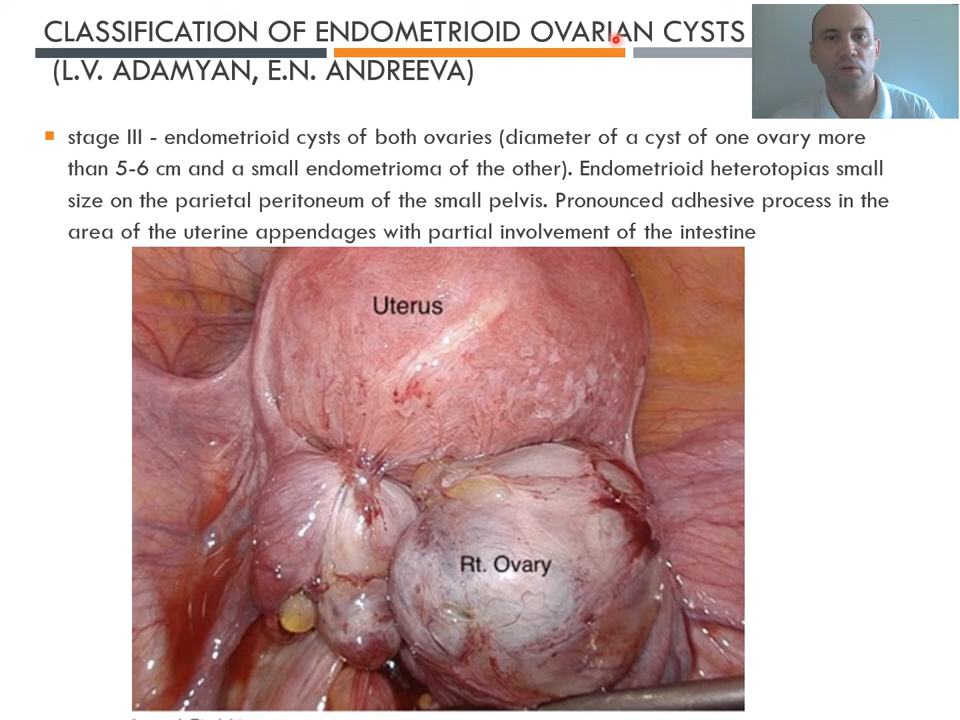 CLASSIFICATION OF ENDOMETRIOID OVARIAN CYSTS
(L.V. ADAMYAN, E.N. ANDREEVA)
stage III - endometrioid cysts of both ovaries (diameter of a cyst of one ovary more
than 5-6 cm and a small endometrioma of the other). Endometrioid heterotopias small
size on the parietal peritoneum of the small pelvis. Pronounced adhesive process in the
area of the uterine appendages with partial involvement of the intestine
Uterus
Rt. Ovary